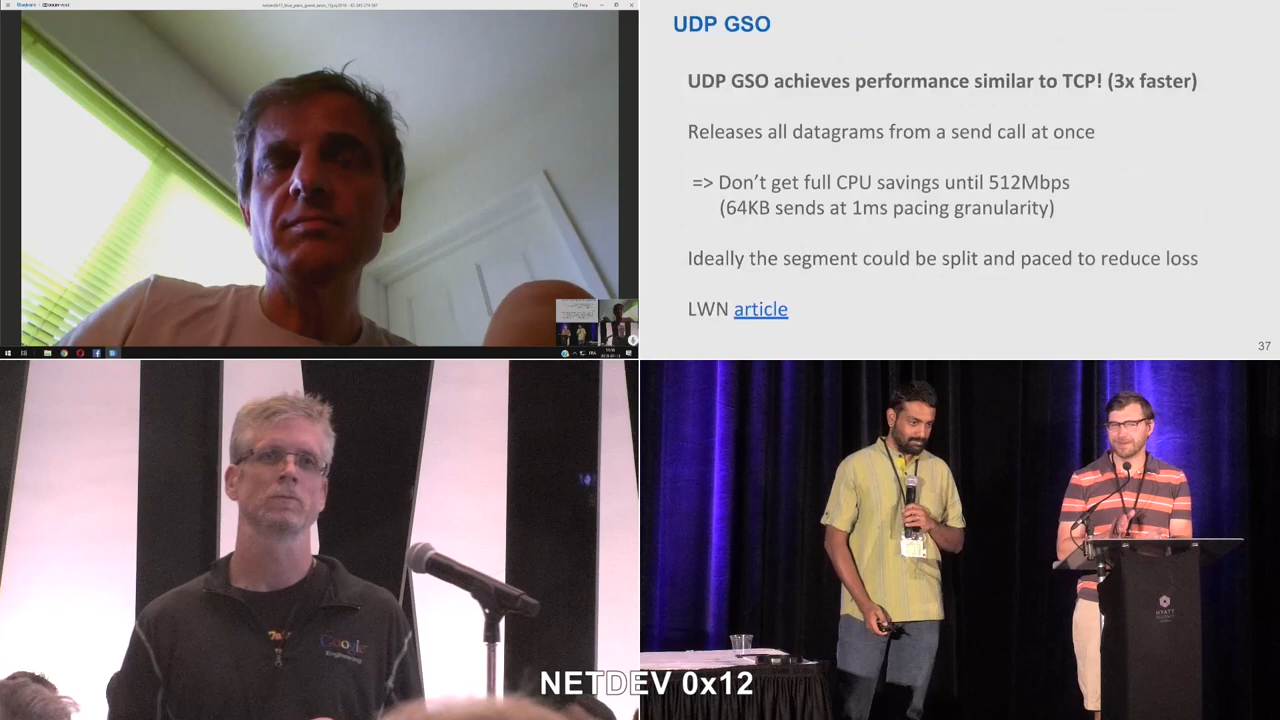 UDP GSO
UDP GSO achieves performance similar to TCP! (3x faster)
Releases all datagrams from a send call at once
=> Don't get full CPU savings until 512Mbps
(64KB sends at 1ms pacing granularity)
Ideally the segment could be split and paced to reduce loss
LWN article
37
Google
Engineering
HYATT
NETDEV 0x12